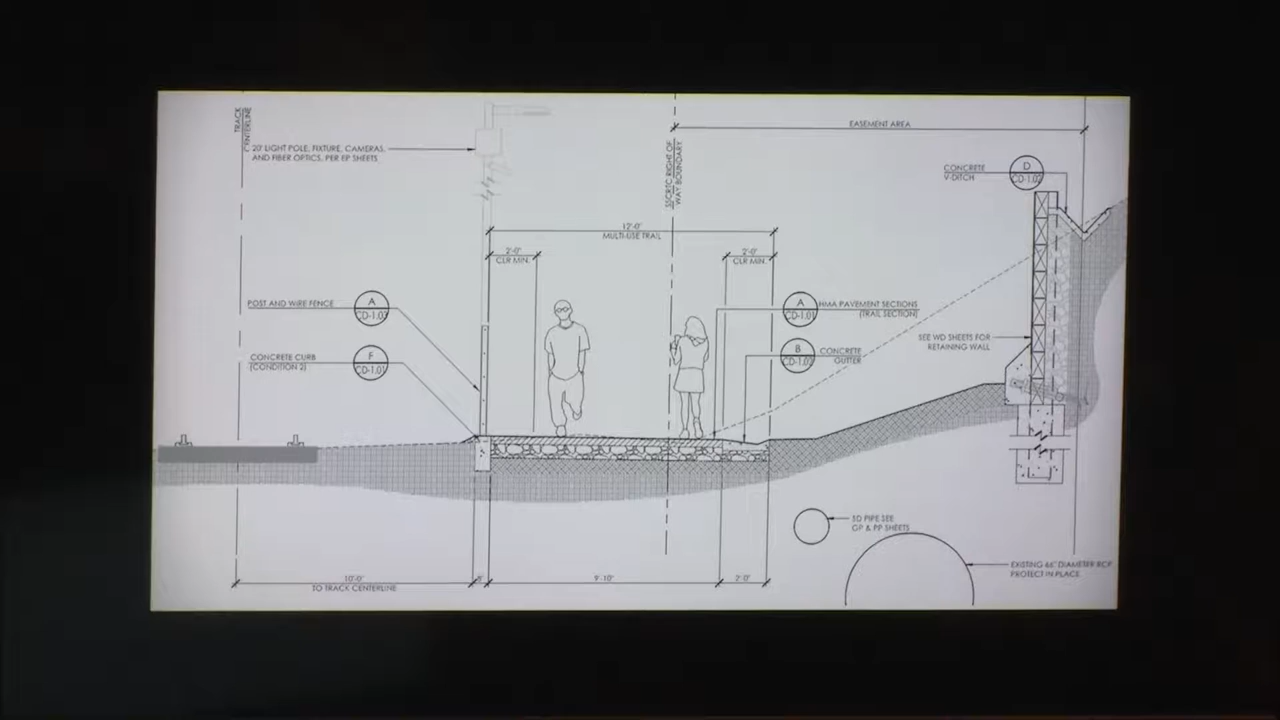 TRACK
CENTERLINE
20' LIGHT POLE, FIXTURE, CAMERAS,
AND FIBER OPTICS, PER EP SHEETS
EASEMENT AREA
SSCRTC RIGHT OF
WAY BOUNDARY
CONCRETE
V-DITCH
D
CD-1.02
12'-0"
MULTI-USE TRAIL
2'-0"
CLR MIN.
2'-0"
CLR MIN.
POST AND WIRE FENCE
A
CD-1.03
A
CD-1.01
HMA PAVEMENT SECTIONS
(TRAIL SECTION)
CONCRETE CURB
(CONDITION 2)
F
CD-1.01
B
CD-1.02
CONCRETE
GUTTER
SEE WD SHEETS FOR
RETAINING WALL
SD PIPE SEE
GP & PP SHEETS
EXISTING 66" DIAMETER RCP
PROTECT IN PLACE
10'-0"
TO TRACK CENTERLINE
9'-10"
2'-0"